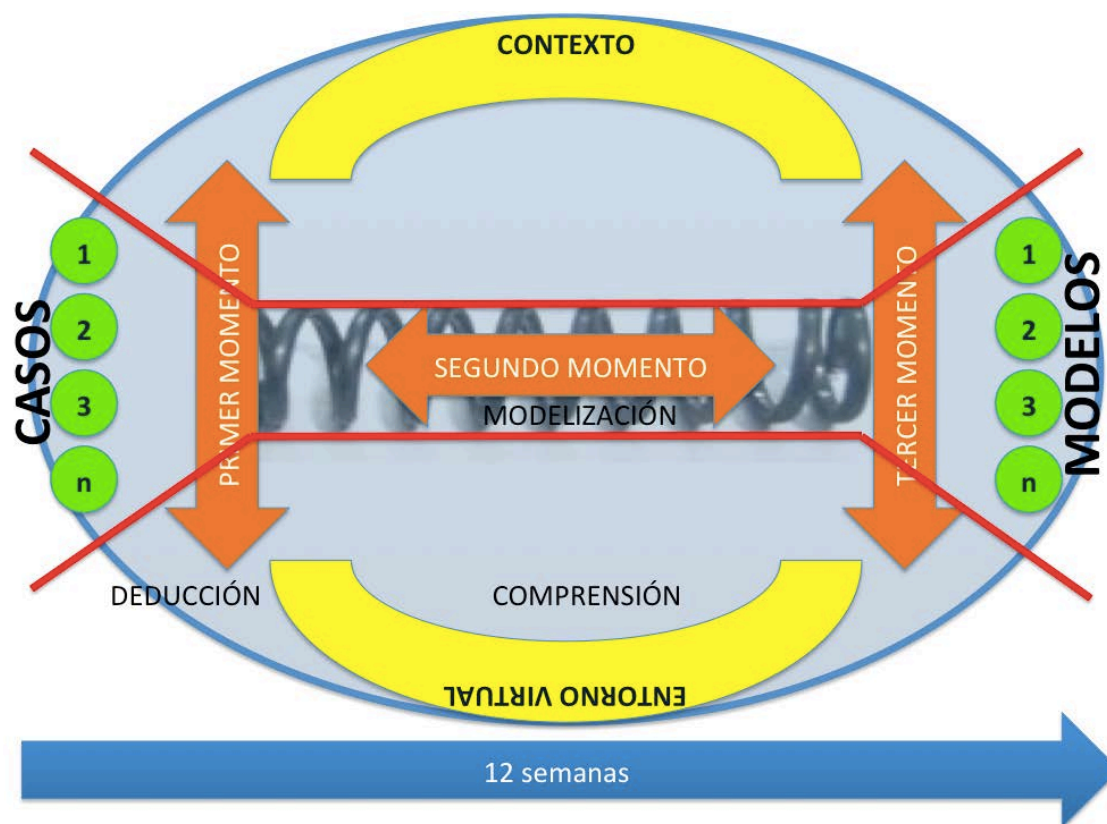 CONTEXTO
CASOS
1
2
3
n
PRIMER MOMENTO
SEGUNDO MOMENTO
MODELIZACIÓN
TERCER MOMENTO
1
2
3
n
MODELOS
DEDUCCIÓN
COMPRENSIÓN
ENTORNO VIRTUAL
12 semanas